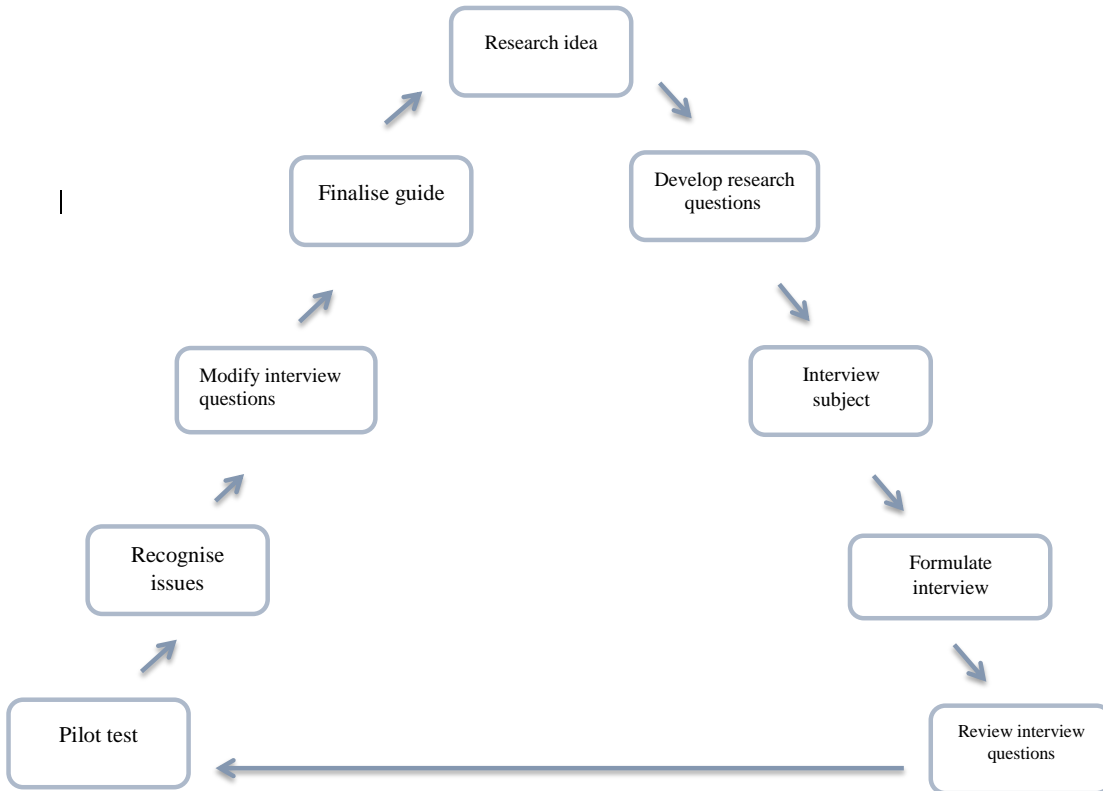 Research idea
Develop research
questions
Interview
subject
Formulate
interview
Review interview
questions
Pilot test
Recognise
issues
Modify interview
questions
Finalise guide